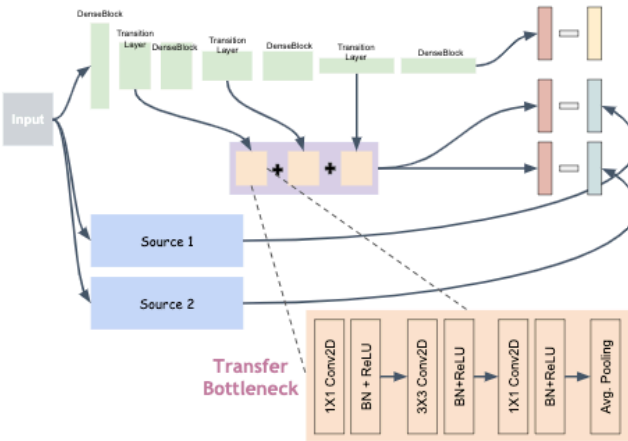 DenseBlock
Transition
Layer
DenseBlock
Transition
Layer
DenseBlock
Transition
Layer
DenseBlock
Input
+
+
Source 1
Source 2
Transfer
Bottleneck
1X1 Conv2D
BN + ReLU
3X3 Conv2D
BN+ReLU
1X1 Conv2D
BN+ReLU
Avg. Pooling